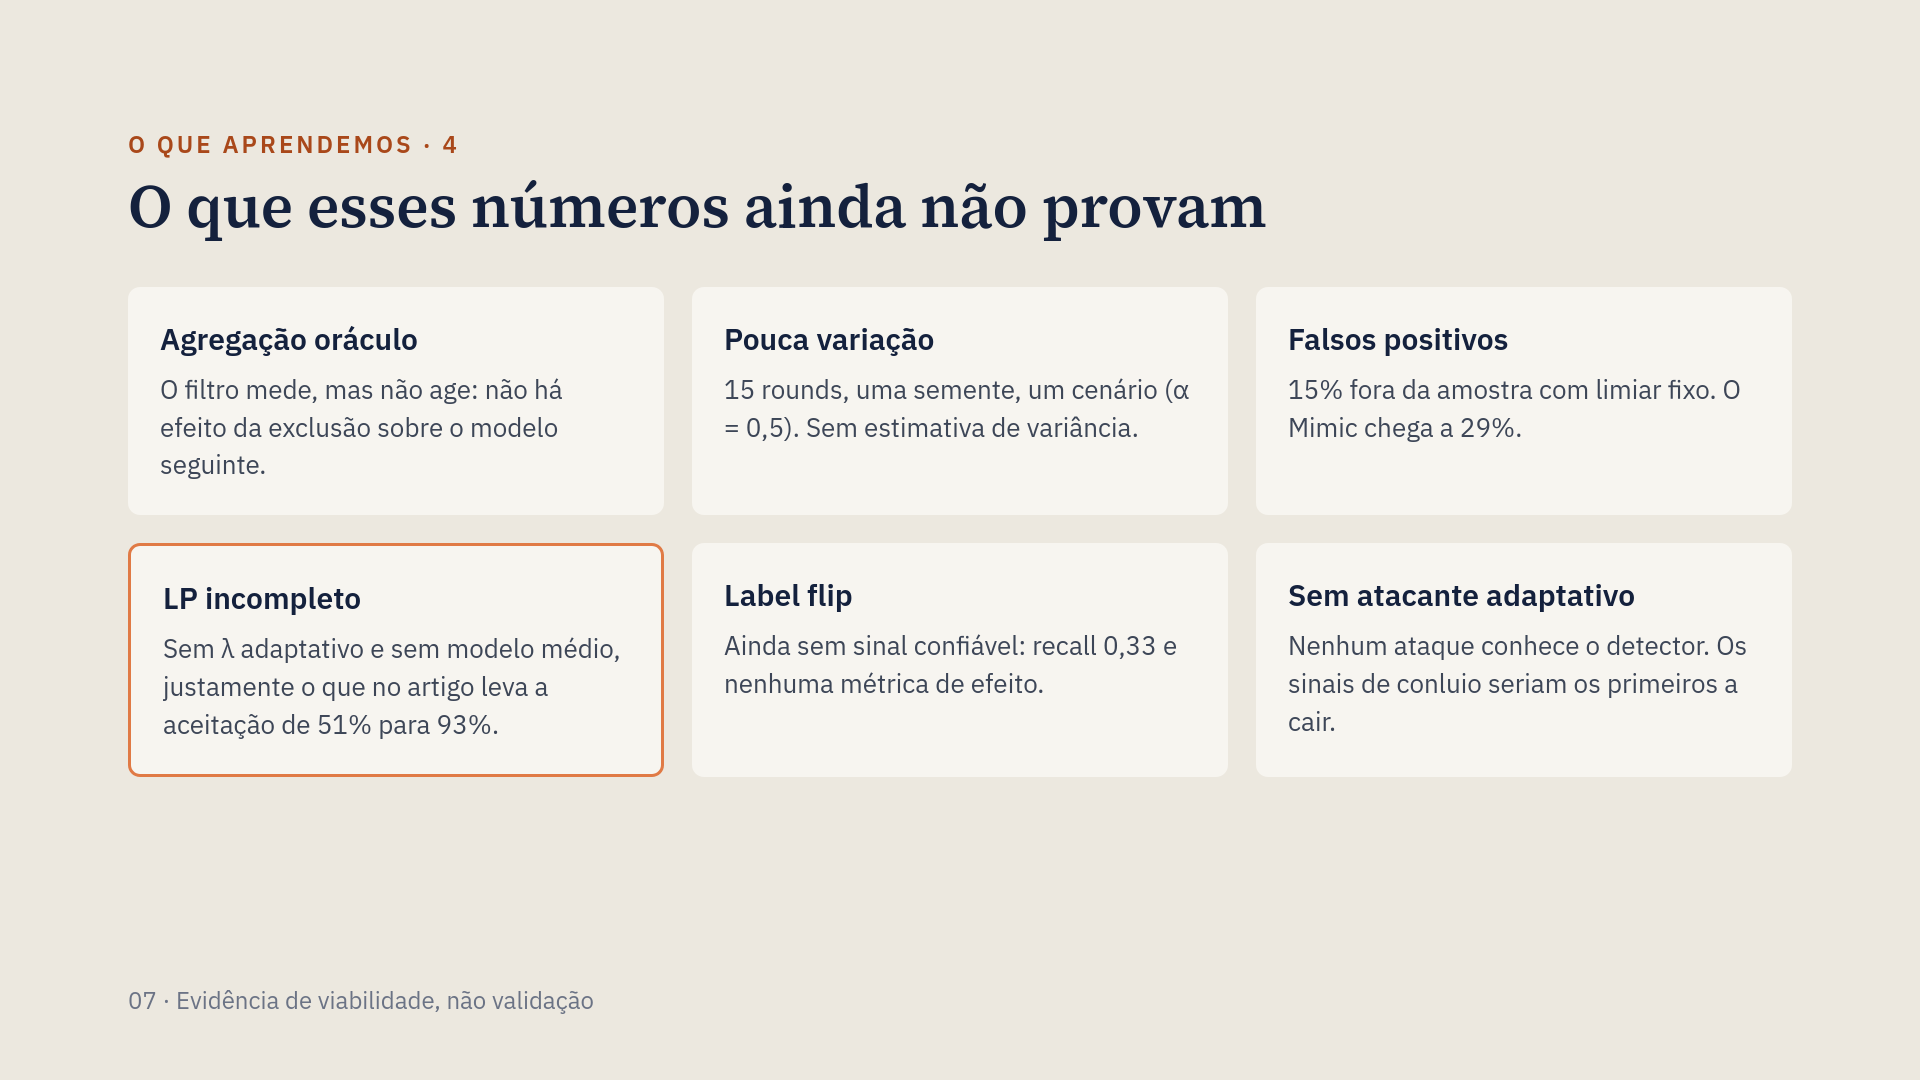 O QUE APRENDEMOS · 4
O que esses números ainda não provam
Agregação oráculo
O filtro mede, mas não age: não há
efeito da exclusão sobre o modelo
seguinte.
Pouca variação
15 rounds, uma semente, um cenário (α
= 0,5). Sem estimativa de variância.
Falsos positivos
15% fora da amostra com limiar fixo. O
Mimic chega a 29%.
LP incompleto
Sem λ adaptativo e sem modelo médio,
justamente o que no artigo leva a
aceitação de 51% para 93%.
Label flip
Ainda sem sinal confiável: recall 0,33 e
nenhuma métrica de efeito.
Sem atacante adaptativo
Nenhum ataque conhece o detector. Os
sinais de conluio seriam os primeiros a
cair.
07 · Evidência de viabilidade, não validação